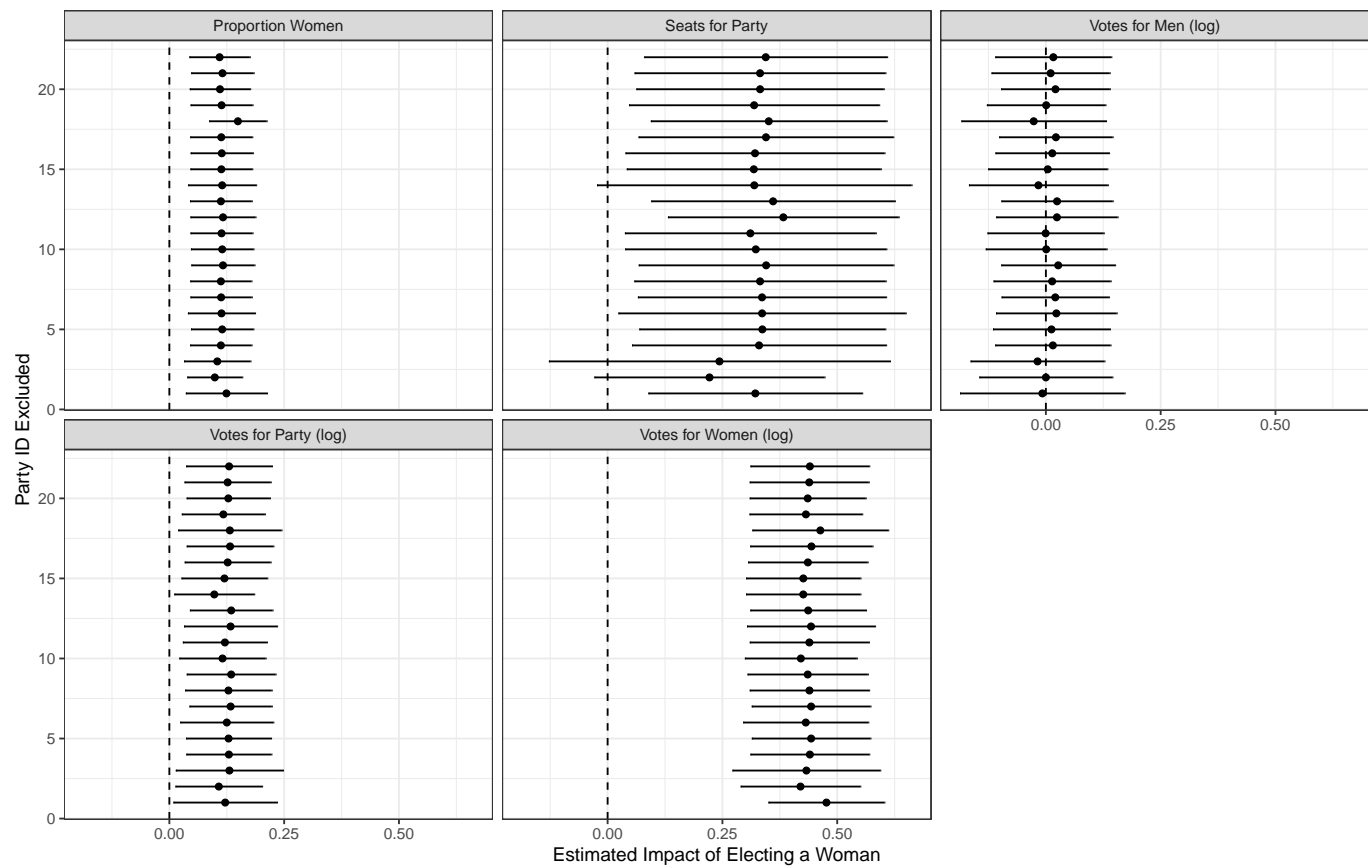 Proportion Women
Seats for Party
Votes for Men (log)
20
15
10
5
0
0.00
0.25
0.50
Votes for Party (log)
Votes for Women (log)
20
15
10
5
0
0.00
0.25
0.50
0.00
0.25
0.50
Party ID Excluded
Estimated Impact of Electing a Woman